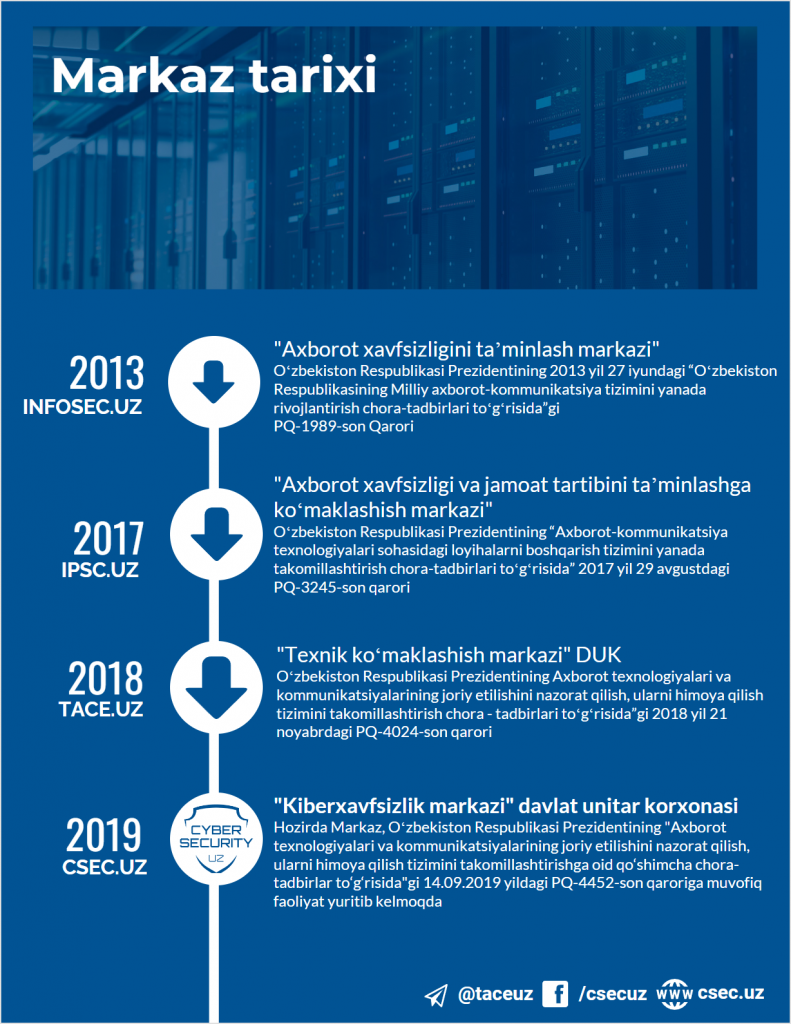 Markaz tarixi
2013
INFOSEC.UZ
"Axborot xavfsizligini taʼminlash markazi"
Oʻzbekiston Respublikasi Prezidentining 2013 yil 27 iyundagi “Oʻzbekiston
Respublikasining Milliy axborot-kommunikatsiya tizimini yanada
rivojlantirish chora-tadbirlari toʻgʻrisida”gi
PQ-1989-son Qarori
2017
IPSC.UZ
"Axborot xavfsizligi va jamoat tartibini taʼminlashga
koʻmaklashish markazi"
Oʻzbekiston Respublikasi Prezidentining “Axborot-kommunikatsiya
texnologiyalari sohasidagi loyihalarni boshqarish tizimini yanada
takomillashtirish chora-tadbirlari toʻgʻrisida” 2017 yil 29 avgustdagi
PQ-3245-son qarori
2018
TACE.UZ
"Texnik koʻmaklashish markazi" DUK
Oʻzbekiston Respublikasi Prezidentining Axborot texnologiyalari va
kommunikatsiyalarining joriy etilishini nazorat qilish, ularni himoya qilish
tizimini takomillashtirish chora - tadbirlari toʻgʻrisida”gi 2018 yil 21
noyabrdagi PQ-4024-son qarori
2019
CSEC.UZ
CYBER
SECURITY
UZ
"Kiberxavfsizlik markazi" davlat unitar korxonasi
Hozirda Markaz, Oʻzbekiston Respublikasi Prezidentining "Axborot
texnologiyalari va kommunikatsiyalarining joriy etilishini nazorat qilish,
ularni himoya qilish tizimini takomillashtirishga oid qo'shimcha chora-
tadbirlar to'g'risida"gi 14.09.2019 yildagi PQ-4452-son qaroriga muvofiq
faoliyat yuritib kelmoqda
@taceuz
f /csecuz
www csec.uz